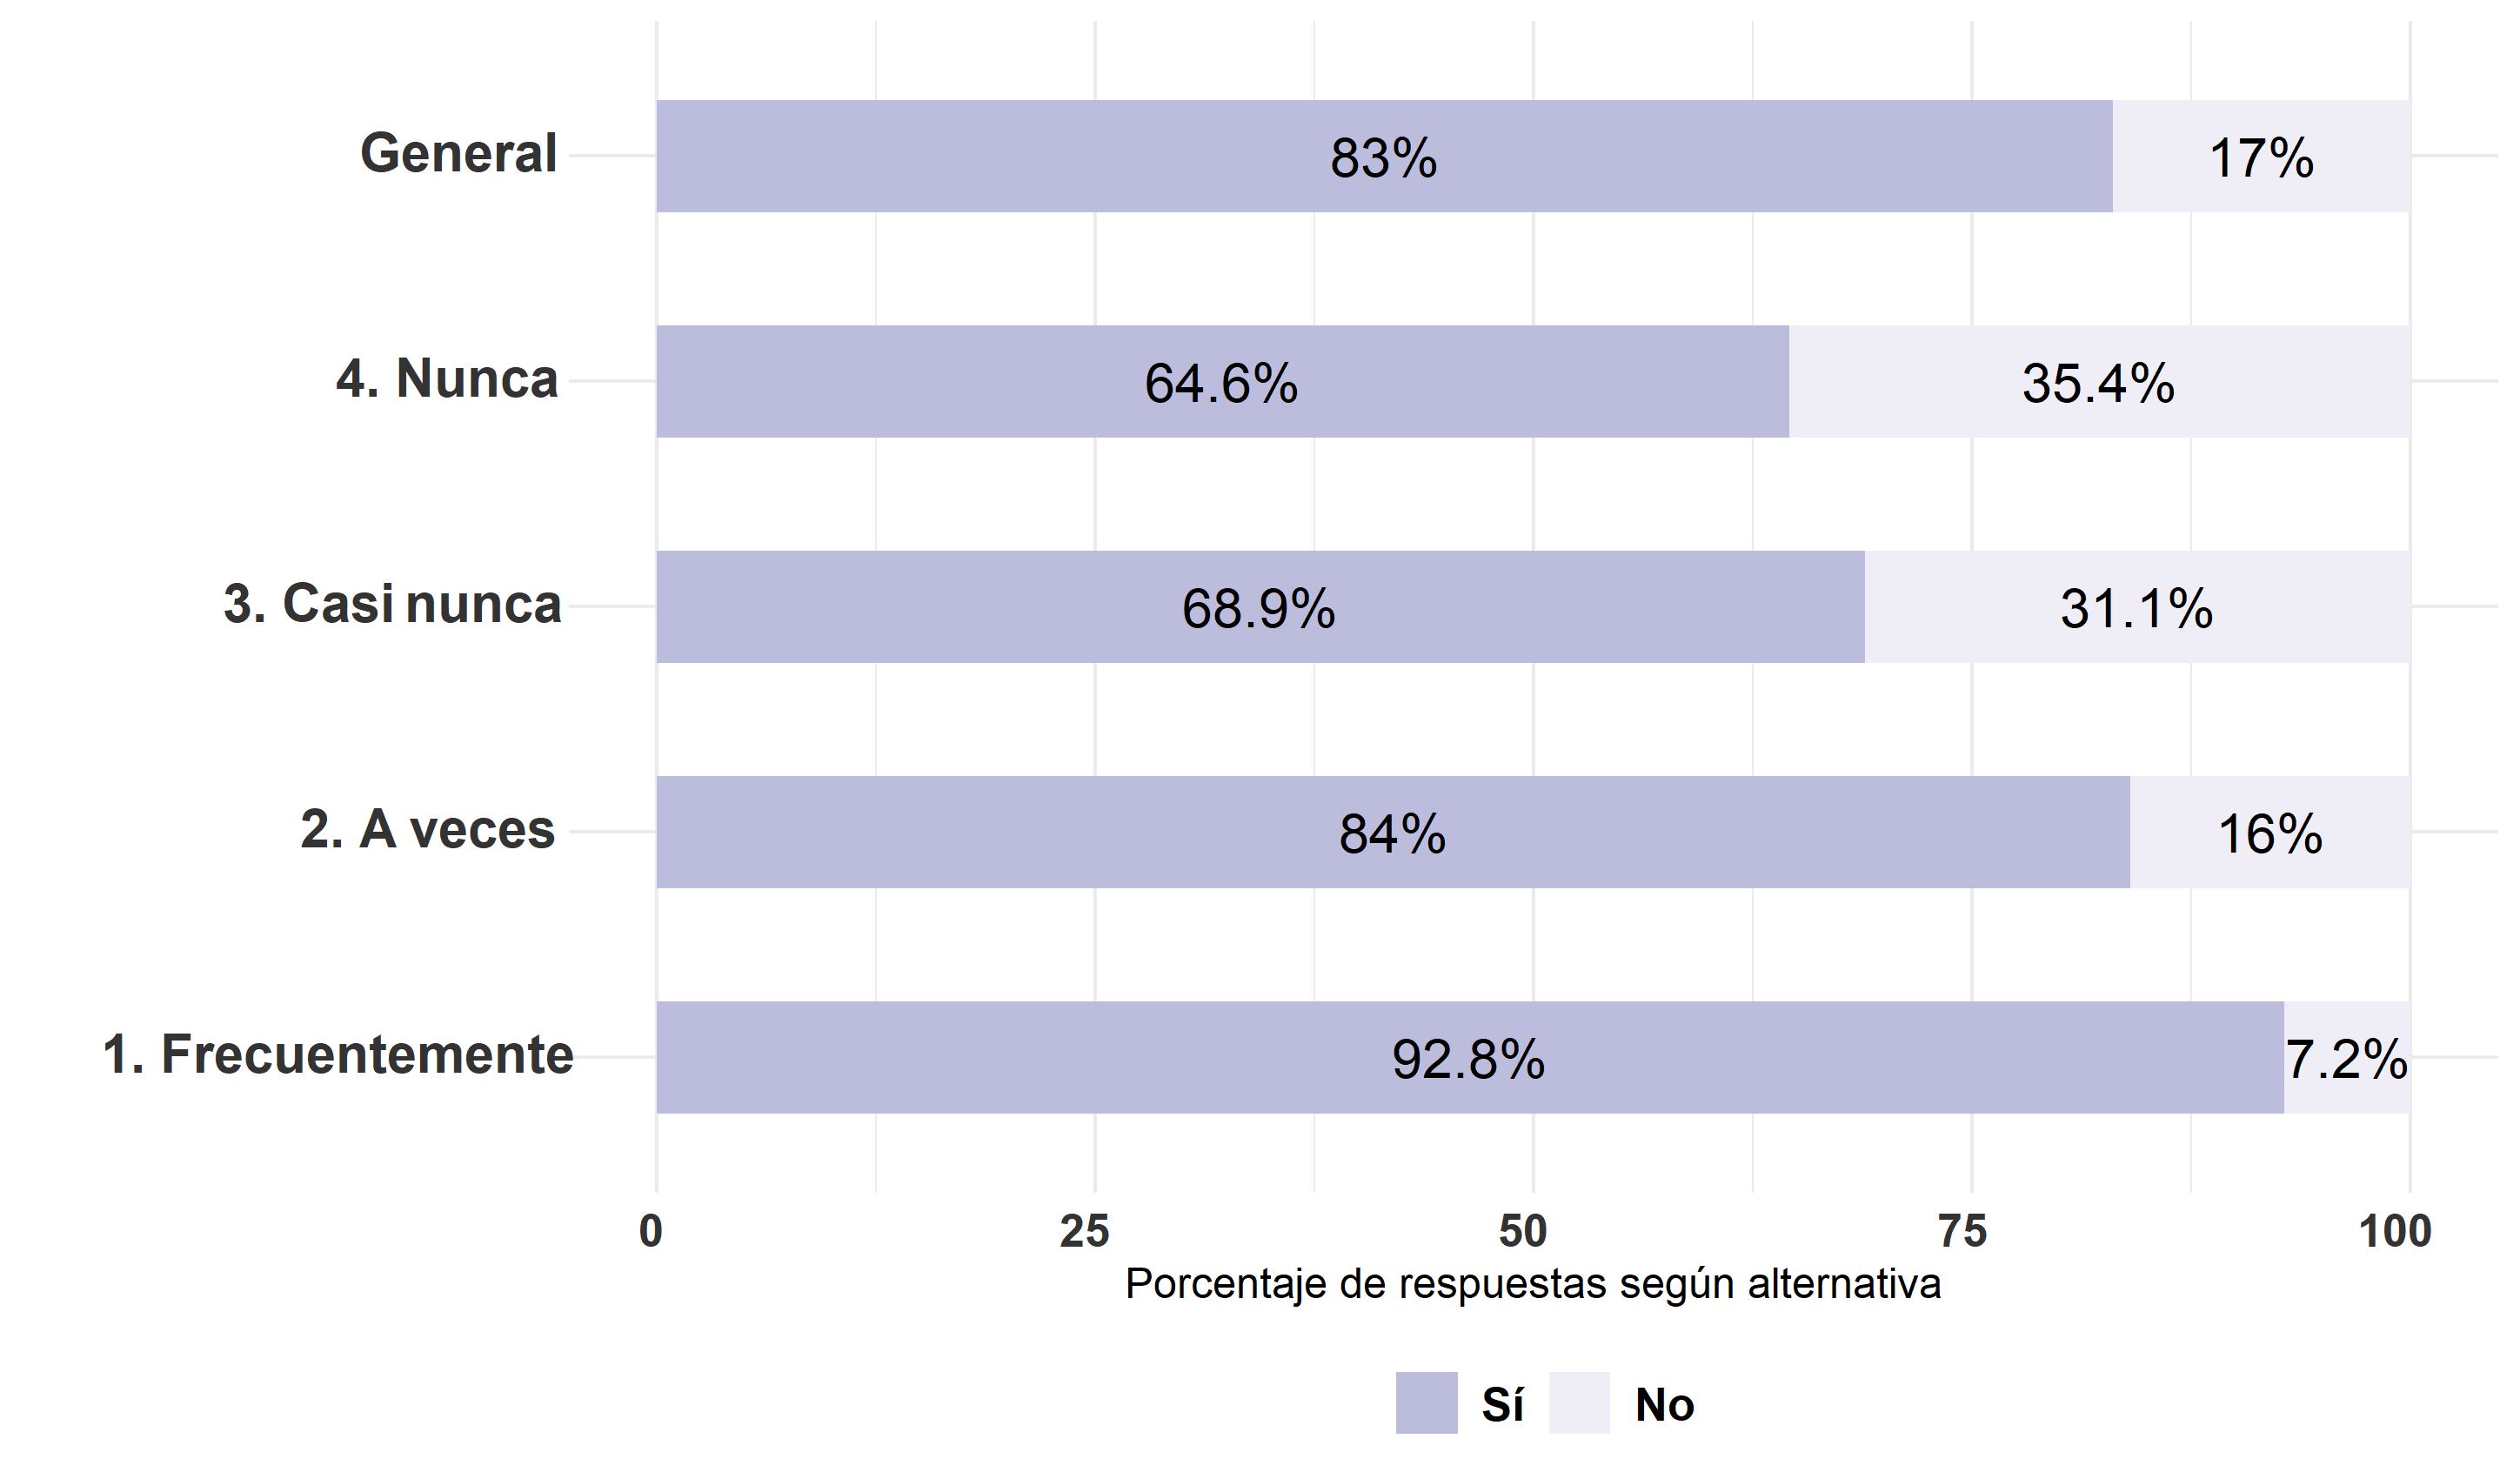 General 83% 17%
4. Nunca 64.6% 35.4%
3. Casi nunca 68.9% 31.1%
2. A veces 84% 16%
1. Frecuentemente 92.8% 7.2%
0 25 50 75 100
Porcentaje de respuestas según alternativa
Sí No